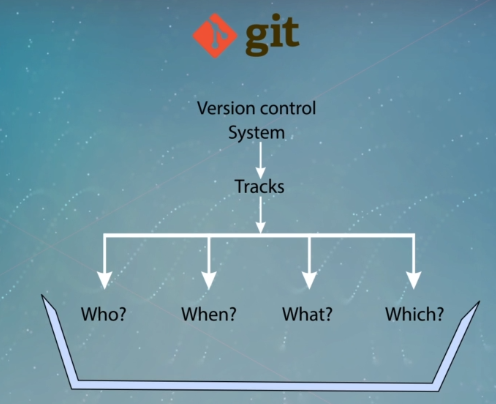 git
Version control
System
Tracks
Who? When? What? Which?